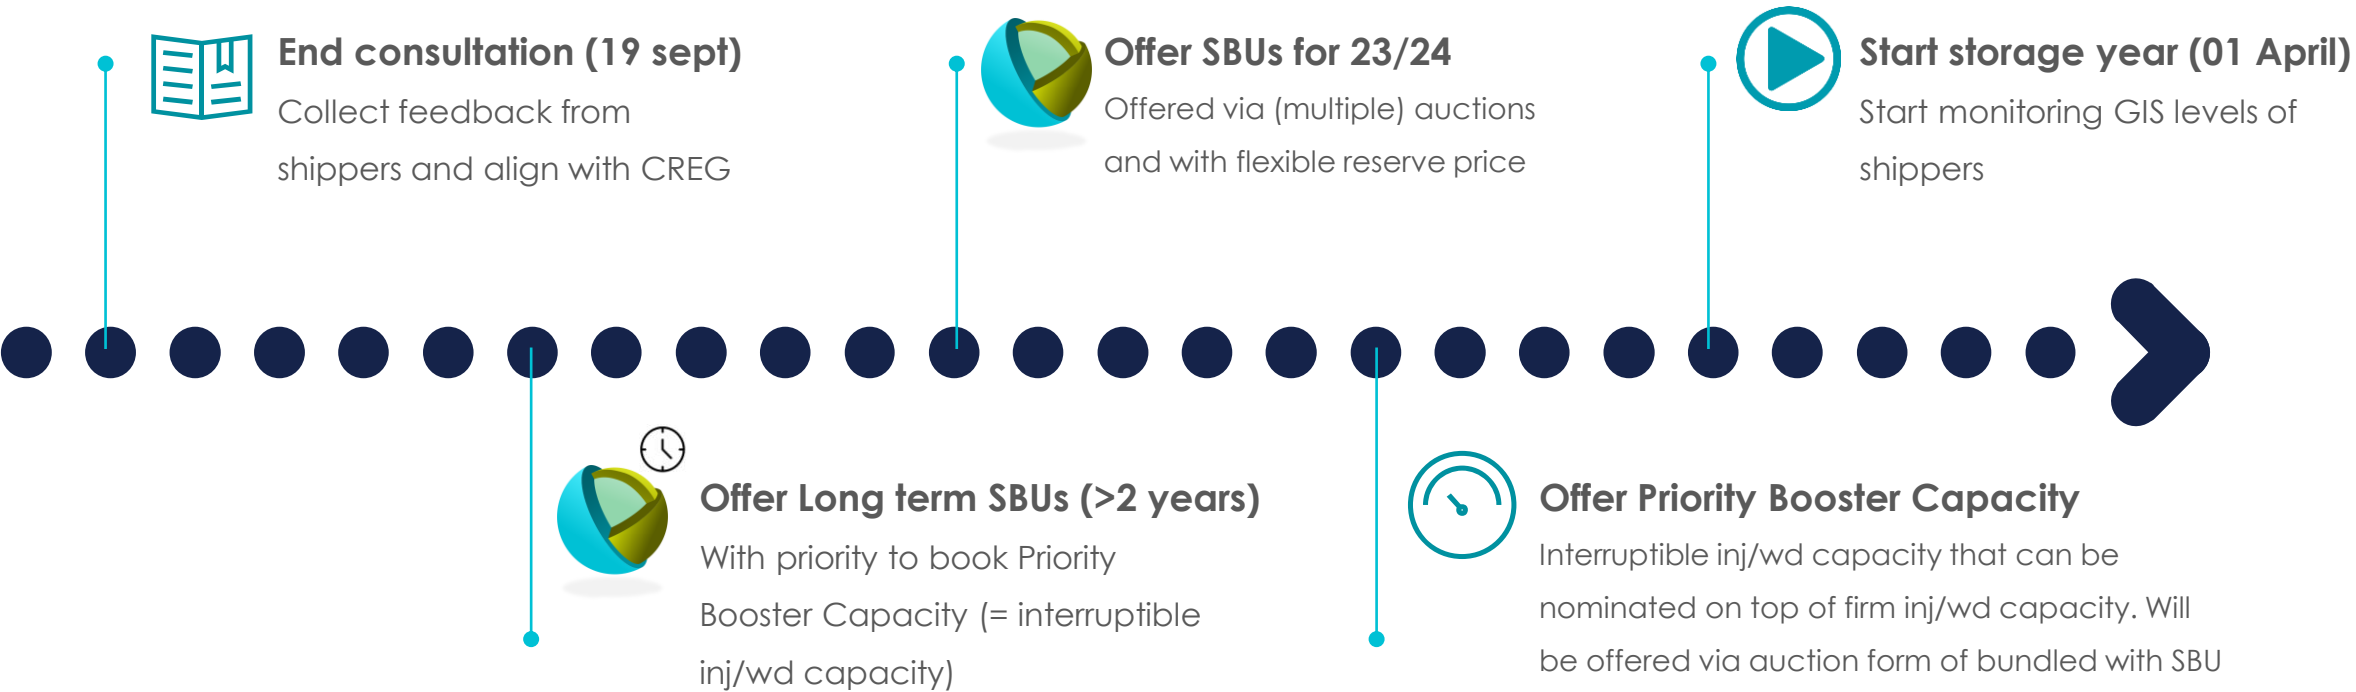 End consultation (19 sept)
Collect feedback from
shippers and align with CREG
Offer SBUs for 23/24
Offered via (multiple) auctions
and with flexible reserve price
Start storage year (01 April)
Start monitoring GIS levels of
shippers
Offer Long term SBUs (>2 years)
With priority to book Priority
Booster Capacity (= interruptible
inj/wd capacity)
Offer Priority Booster Capacity
Interruptible inj/wd capacity that can be
nominated on top of firm inj/wd capacity. Will
be offered via auction form of bundled with SBU